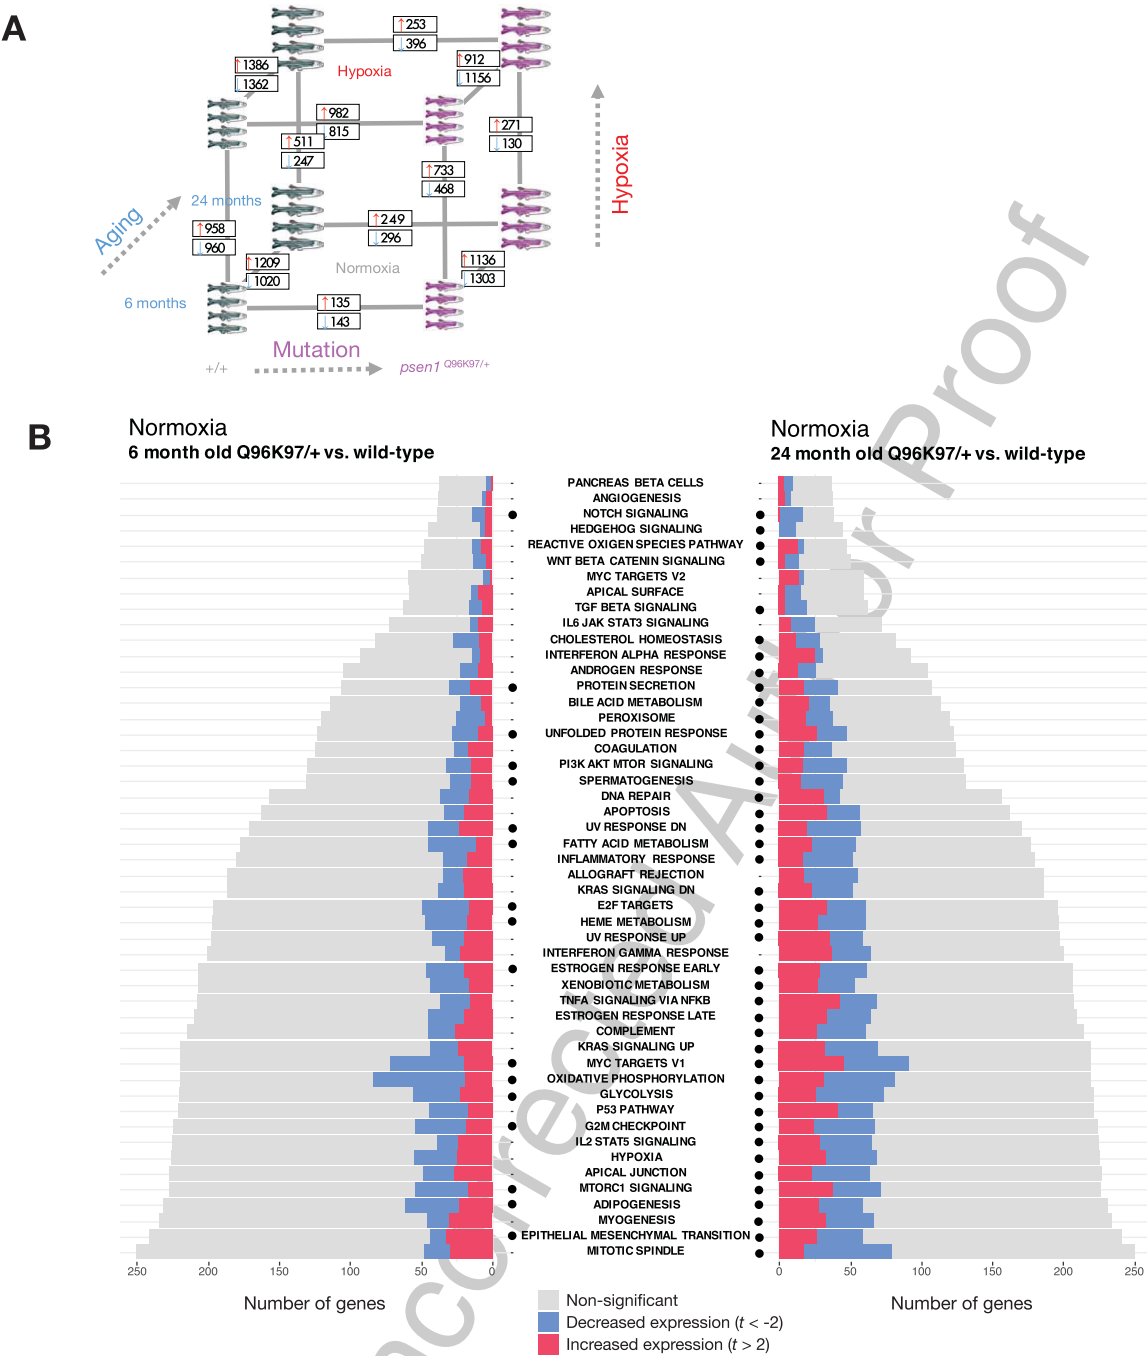 A
↑253
↓396
↑1386
↓1362
Hypoxia
↑912
↓1156
↑982
↓815
↑511
↓247
↑271
↓130
↑733
↓468
Aging
24 months
↑958
↓960
↑249
↓296
Hypoxia
↑1209
↓1020
Normoxia
↑1136
↓1303
6 months
↑135
↓143
Mutation
+/+
psen1 Q96K97/+
B
Normoxia
6 month old Q96K97/+ vs. wild-type
Normoxia
24 month old Q96K97/+ vs. wild-type
PANCREAS BETA CELLS
ANGIOGENESIS
NOTCH SIGNALING
HEDGEHOG SIGNALING
REACTIVE OXIGEN SPECIES PATHWAY
WNT BETA CATENIN SIGNALING
MYC TARGETS V2
APICAL SURFACE
TGF BETA SIGNALING
IL6 JAK STAT3 SIGNALING
CHOLESTEROL HOMEOSTASIS
INTERFERON ALPHA RESPONSE
ANDROGEN RESPONSE
PROTEIN SECRETION
BILE ACID METABOLISM
PEROXISOME
UNFOLDED PROTEIN RESPONSE
COAGULATION
PI3K AKT MTOR SIGNALING
SPERMATOGENESIS
DNA REPAIR
APOPTOSIS
UV RESPONSE DN
FATTY ACID METABOLISM
INFLAMMATORY RESPONSE
ALLOGRAFT REJECTION
KRAS SIGNALING DN
E2F TARGETS
HEME METABOLISM
UV RESPONSE UP
INTERFERON GAMMA RESPONSE
ESTROGEN RESPONSE EARLY
XENOBIOTIC METABOLISM
TNFA SIGNALING VIA NFKB
ESTROGEN RESPONSE LATE
COMPLEMENT
KRAS SIGNALING UP
MYC TARGETS V1
OXIDATIVE PHOSPHORYLATION
GLYCOLYSIS
P53 PATHWAY
G2M CHECKPOINT
IL2 STAT5 SIGNALING
HYPOXIA
APICAL JUNCTION
MTORC1 SIGNALING
ADIPOGENESIS
MYOGENESIS
EPITHELIAL MESENCHYMAL TRANSITION
MITOTIC SPINDLE
250 200 150 100 50 0
0 50 100 150 200 250
Number of genes
Number of genes
Non-significant
Decreased expression (t < -2)
Increased expression (t > 2)
Proof